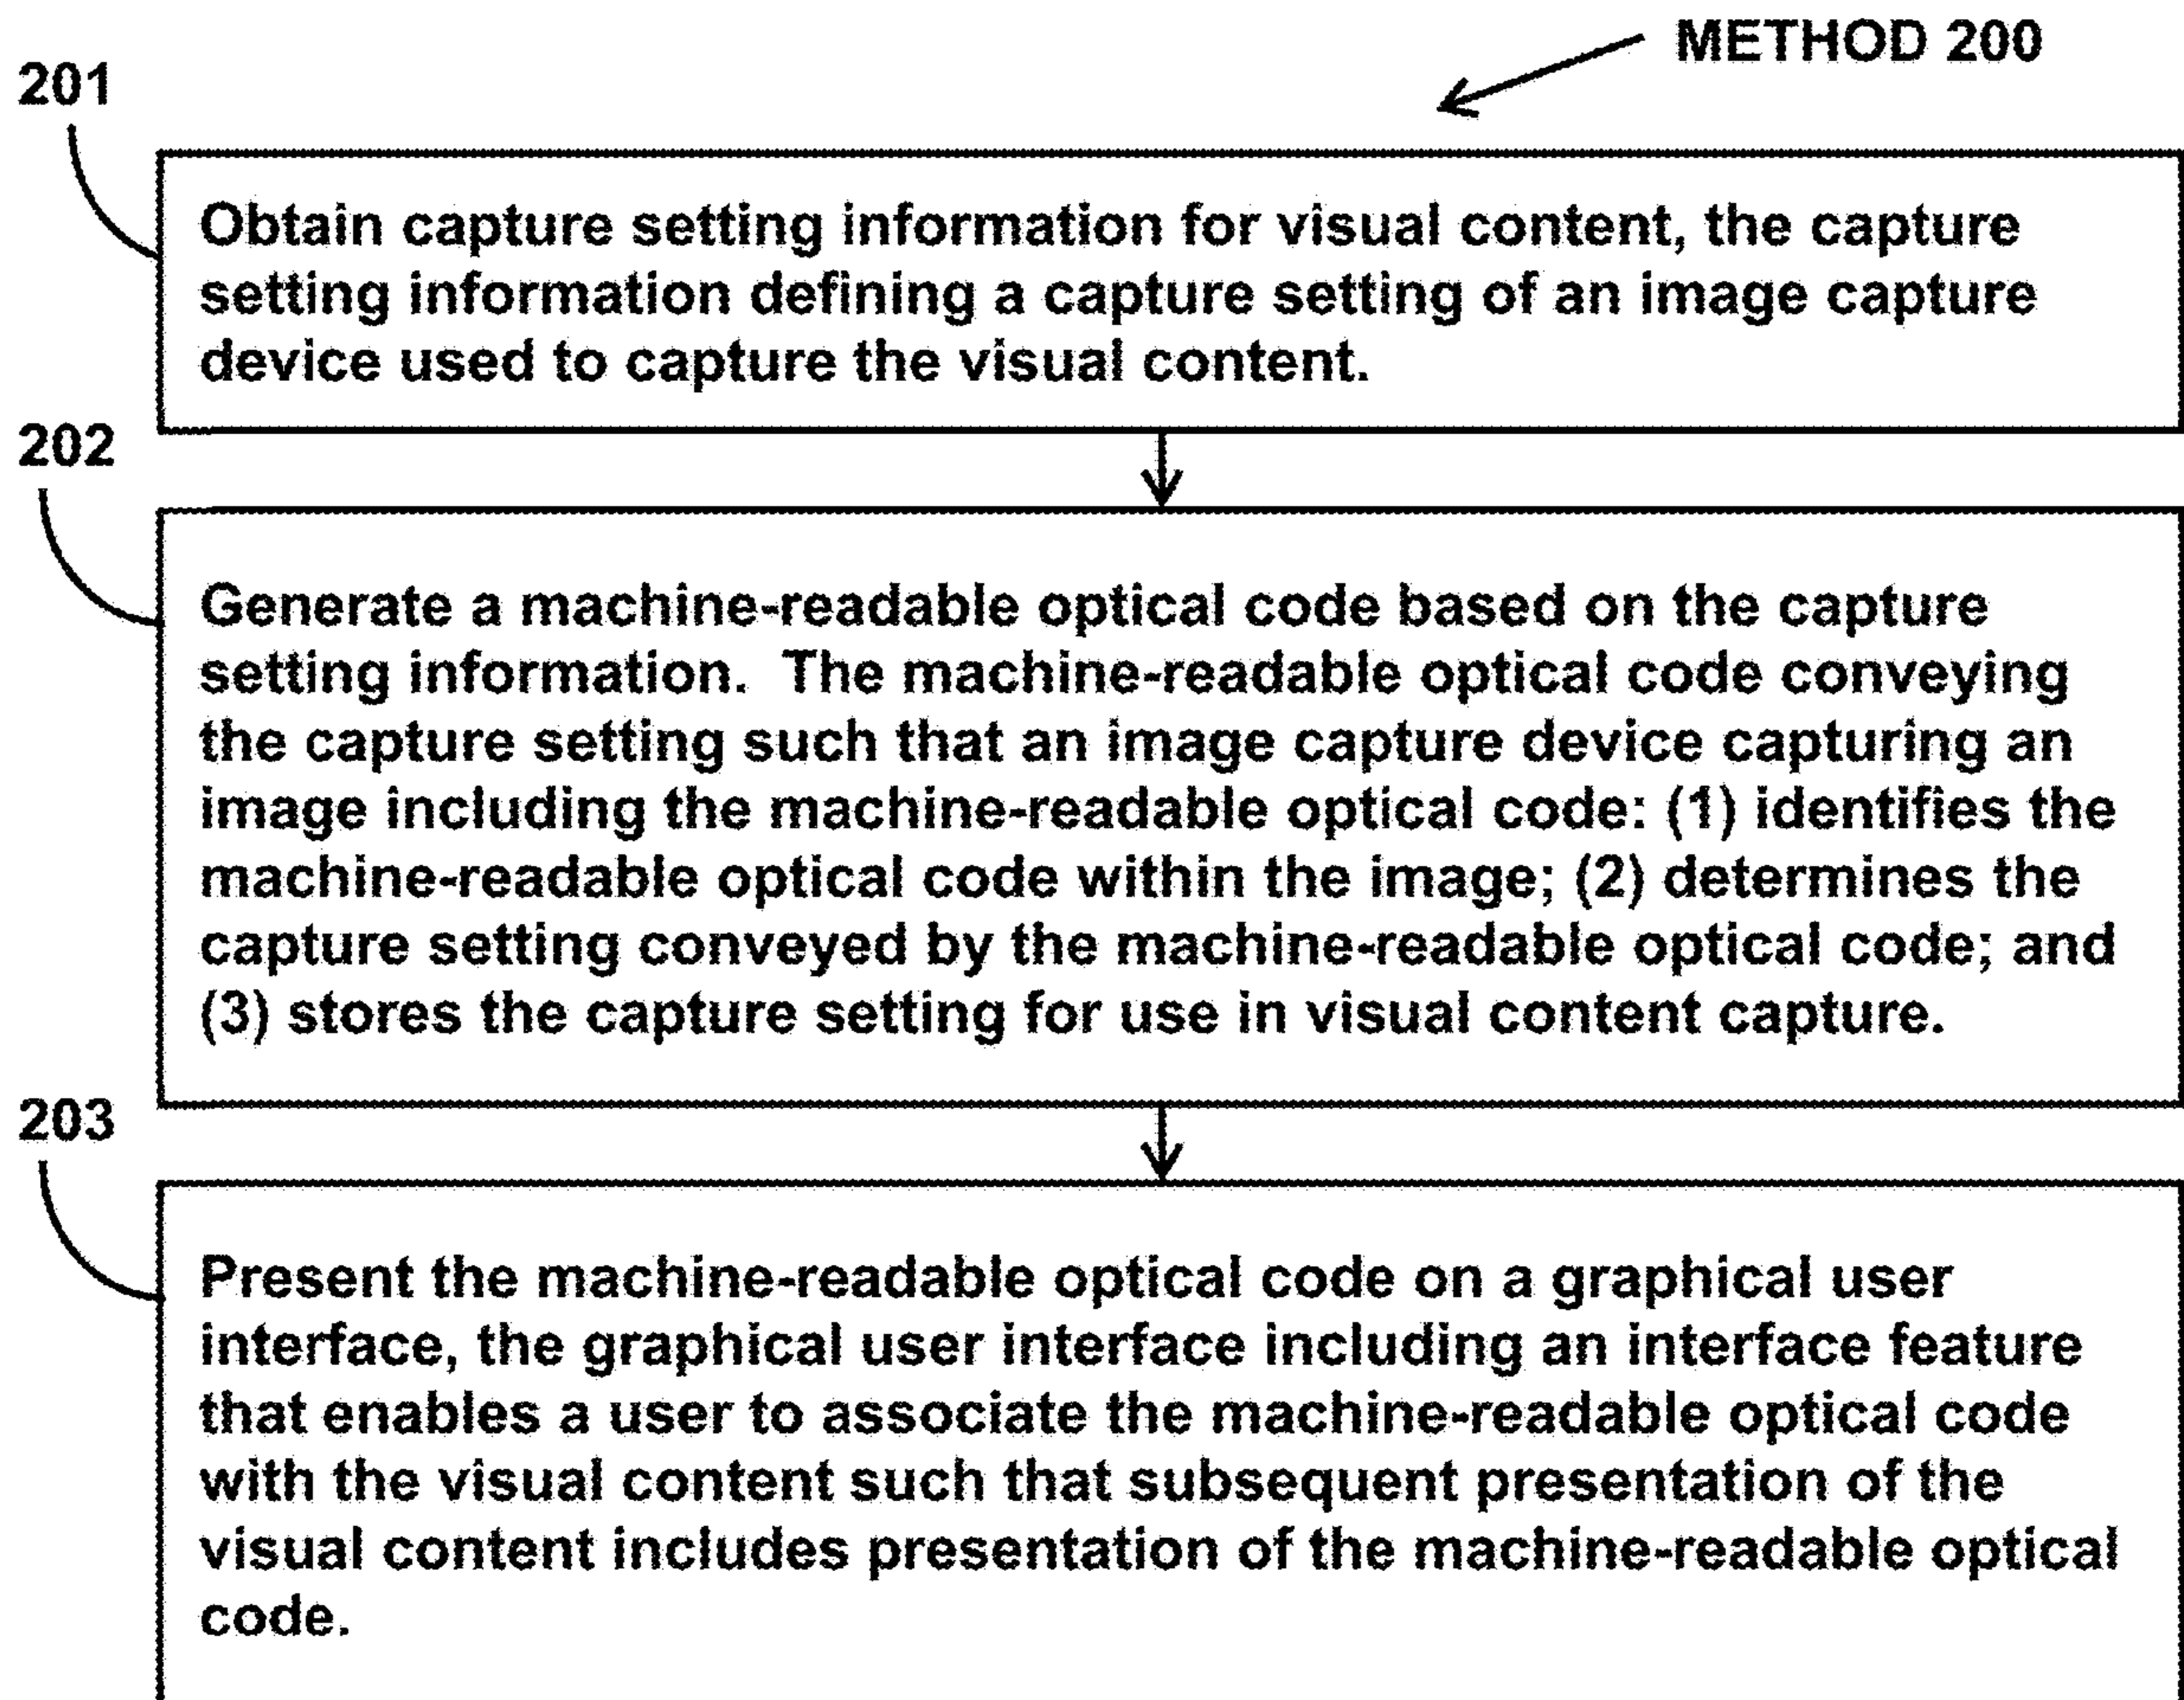 METHOD 200
201
Obtain capture setting information for visual content, the capture
setting information defining a capture setting of an image capture
device used to capture the visual content.
202
Generate a machine-readable optical code based on the capture
setting information.  The machine-readable optical code conveying
the capture setting such that an image capture device capturing an
image including the machine-readable optical code: (1) identifies the
machine-readable optical code within the image; (2) determines the
capture setting conveyed by the machine-readable optical code; and
(3) stores the capture setting for use in visual content capture.
203
Present the machine-readable optical code on a graphical user
interface, the graphical user interface including an interface feature
that enables a user to associate the machine-readable optical code
with the visual content such that subsequent presentation of the
visual content includes presentation of the machine-readable optical
code.